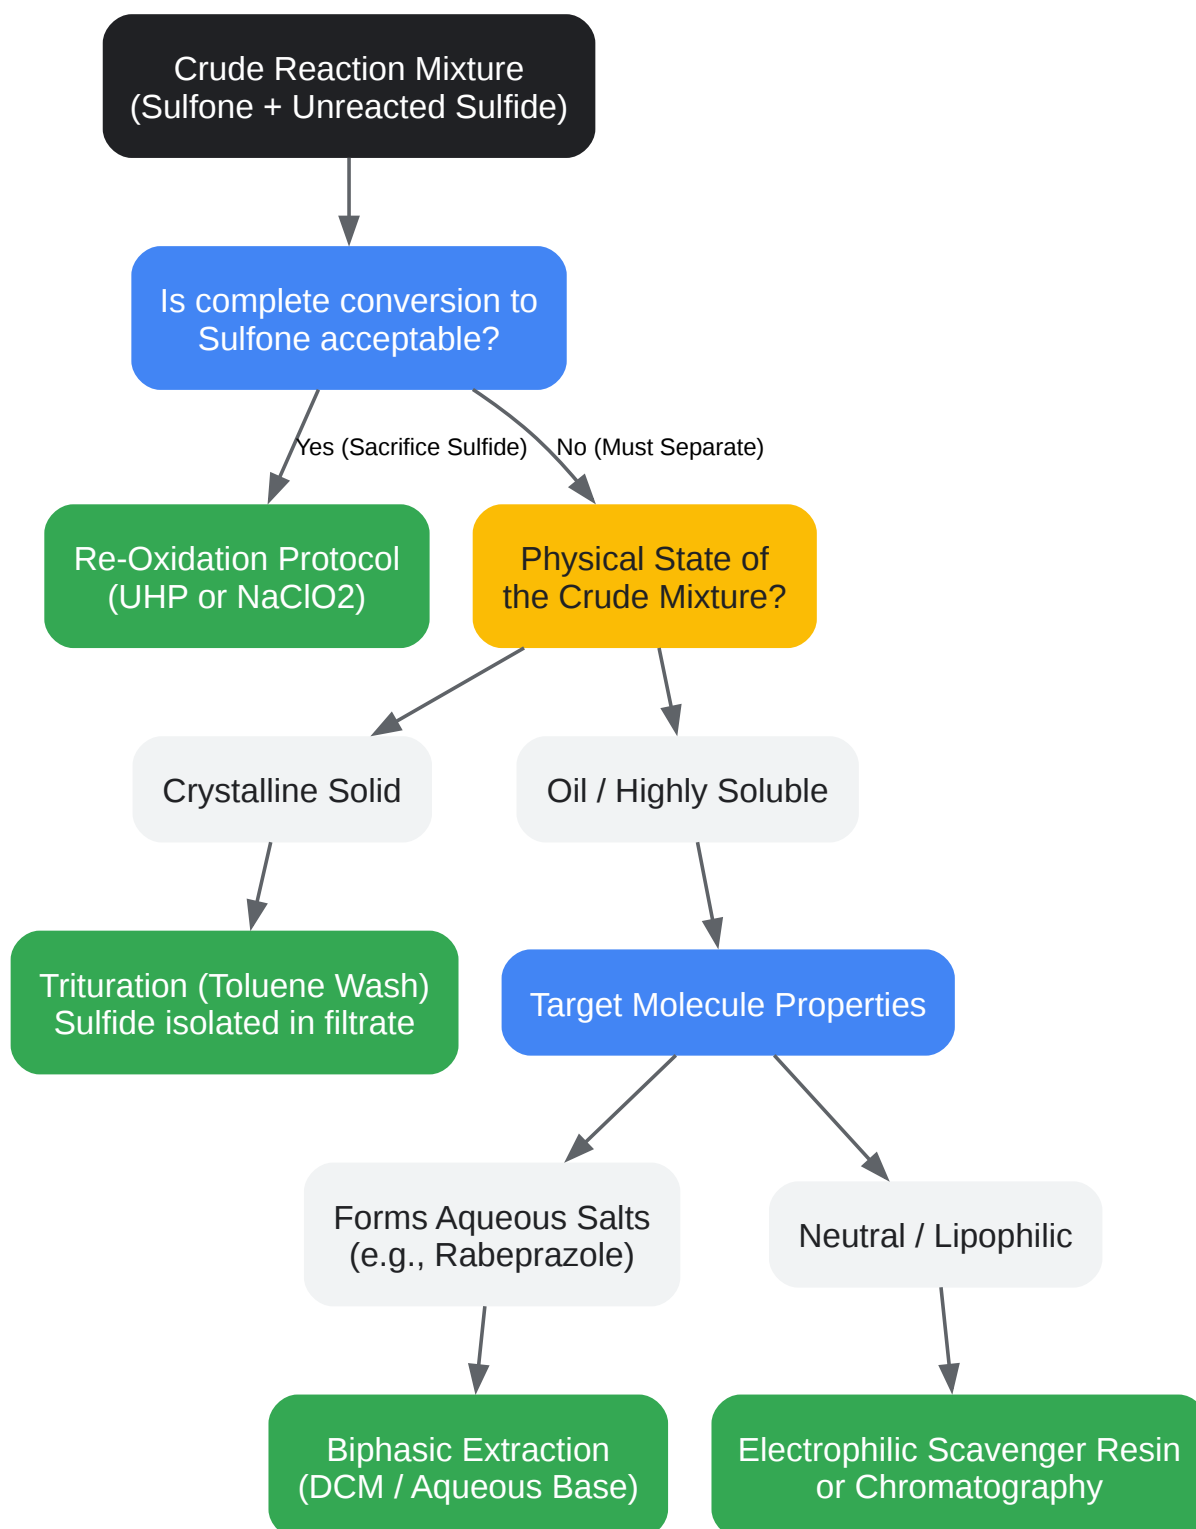 Crude Reaction Mixture
(Sulfone + Unreacted Sulfide)
Is complete conversion to
Sulfone acceptable?
Yes (Sacrifice Sulfide)
No (Must Separate)
Re-Oxidation Protocol
(UHP or NaClO2)
Physical State of
the Crude Mixture?
Crystalline Solid
Oil / Highly Soluble
Trituration (Toluene Wash)
Sulfide isolated in filtrate
Target Molecule Properties
Forms Aqueous Salts
(e.g., Rabeprazole)
Neutral / Lipophilic
Biphasic Extraction
(DCM / Aqueous Base)
Electrophilic Scavenger Resin
or Chromatography